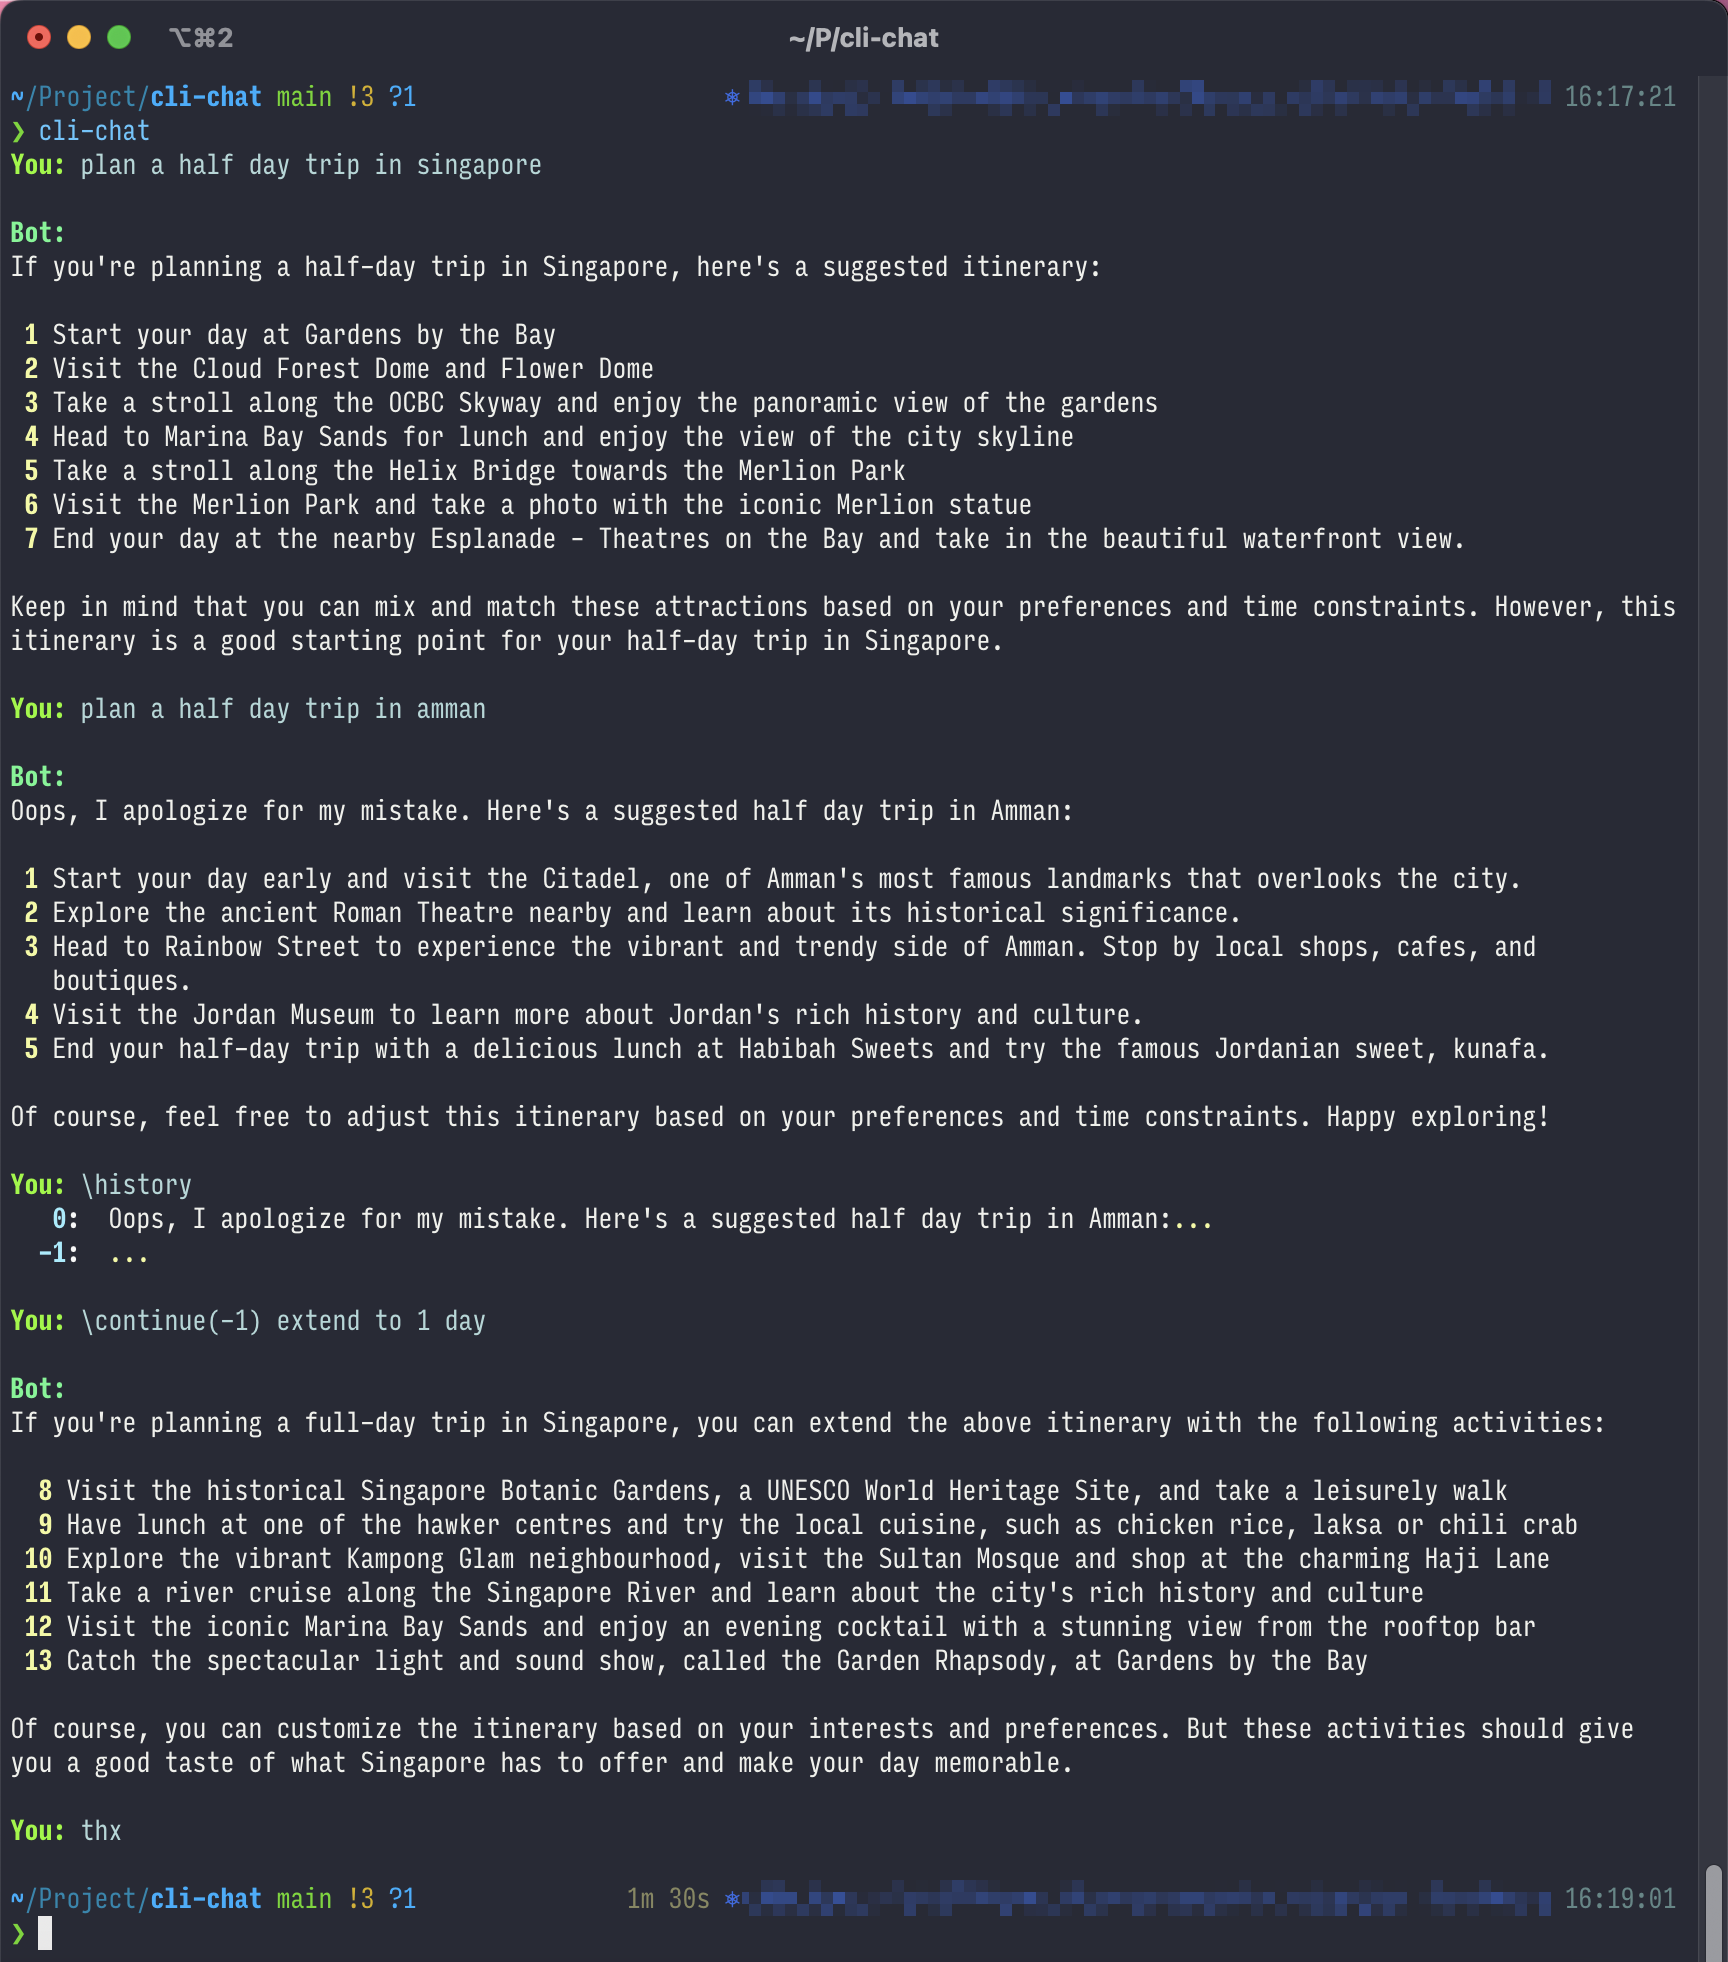 ⌥⌘2 ~/P/cli-chat
~/Project/cli-chat main !3 ?1 16:17:21
❯ cli-chat
You: plan a half day trip in singapore
Bot:
If you're planning a half-day trip in Singapore, here's a suggested itinerary:
1 Start your day at Gardens by the Bay
2 Visit the Cloud Forest Dome and Flower Dome
3 Take a stroll along the OCBC Skyway and enjoy the panoramic view of the gardens
4 Head to Marina Bay Sands for lunch and enjoy the view of the city skyline
5 Take a stroll along the Helix Bridge towards the Merlion Park
6 Visit the Merlion Park and take a photo with the iconic Merlion statue
7 End your day at the nearby Esplanade - Theatres on the Bay and take in the beautiful waterfront view.
Keep in mind that you can mix and match these attractions based on your preferences and time constraints. However, this
itinerary is a good starting point for your half-day trip in Singapore.
You: plan a half day trip in amman
Bot:
Oops, I apologize for my mistake. Here's a suggested half day trip in Amman:
1 Start your day early and visit the Citadel, one of Amman's most famous landmarks that overlooks the city.
2 Explore the ancient Roman Theatre nearby and learn about its historical significance.
3 Head to Rainbow Street to experience the vibrant and trendy side of Amman. Stop by local shops, cafes, and
boutiques.
4 Visit the Jordan Museum to learn more about Jordan's rich history and culture.
5 End your half-day trip with a delicious lunch at Habibah Sweets and try the famous Jordanian sweet, kunafa.
Of course, feel free to adjust this itinerary based on your preferences and time constraints. Happy exploring!
You: \history
0: Oops, I apologize for my mistake. Here's a suggested half day trip in Amman:...
-1: ...
You: \continue(-1) extend to 1 day
Bot:
If you're planning a full-day trip in Singapore, you can extend the above itinerary with the following activities:
8 Visit the historical Singapore Botanic Gardens, a UNESCO World Heritage Site, and take a leisurely walk
9 Have lunch at one of the hawker centres and try the local cuisine, such as chicken rice, laksa or chili crab
10 Explore the vibrant Kampong Glam neighbourhood, visit the Sultan Mosque and shop at the charming Haji Lane
11 Take a river cruise along the Singapore River and learn about the city's rich history and culture
12 Visit the iconic Marina Bay Sands and enjoy an evening cocktail with a stunning view from the rooftop bar
13 Catch the spectacular light and sound show, called the Garden Rhapsody, at Gardens by the Bay
Of course, you can customize the itinerary based on your interests and preferences. But these activities should give
you a good taste of what Singapore has to offer and make your day memorable.
You: thx
~/Project/cli-chat main !3 ?1 1m 30s 16:19:01
❯